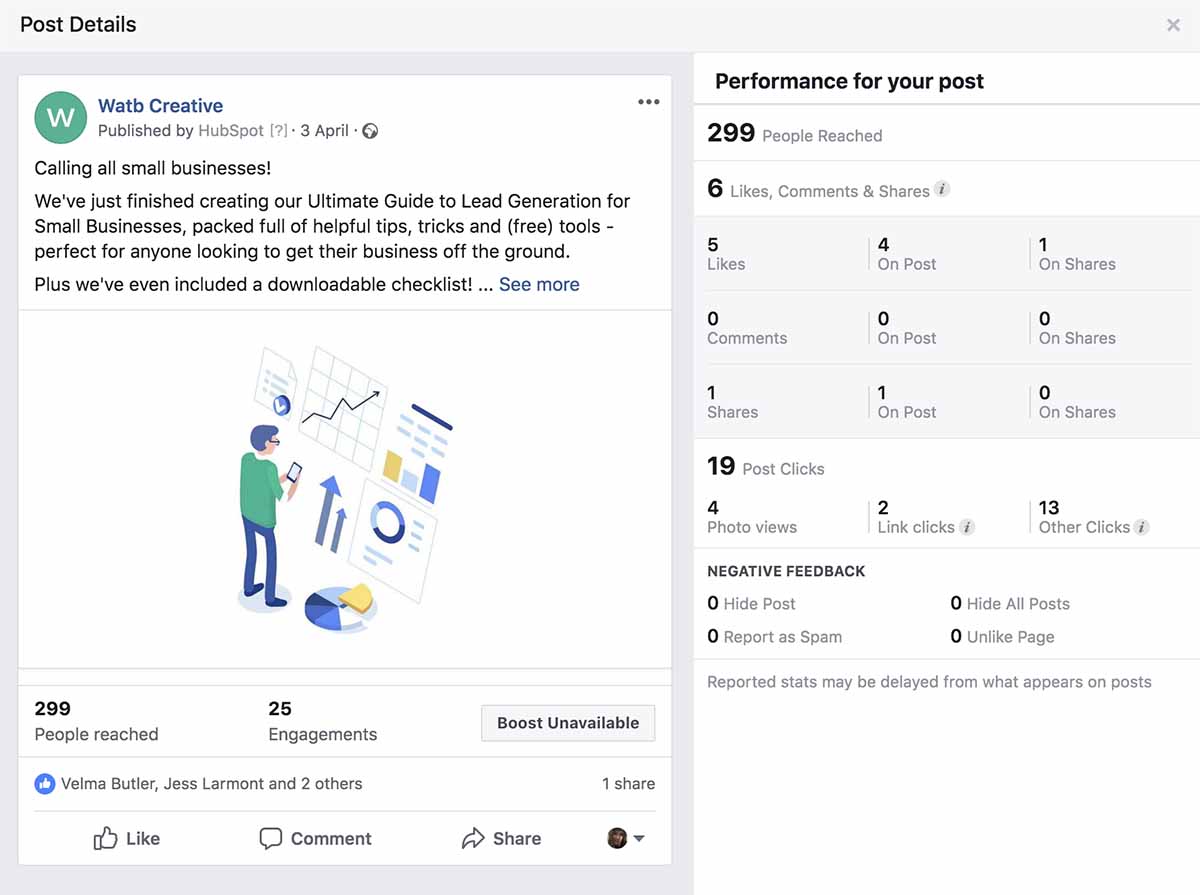 Post Details
×
W
Watb Creative
Published by HubSpot [?] · 3 April ·
Calling all small businesses!
We've just finished creating our Ultimate Guide to Lead Generation for
Small Businesses, packed full of helpful tips, tricks and (free) tools -
perfect for anyone looking to get their business off the ground.
Plus we've even included a downloadable checklist! ... See more
299
People reached
25
Engagements
Boost Unavailable
Velma Butler, Jess Larmont and 2 others
1 share
Like
Comment
Share
Performance for your post
299 People Reached
6 Likes, Comments & Shares i
5
Likes
4
On Post
1
On Shares
0
Comments
0
On Post
0
On Shares
1
Shares
1
On Post
0
On Shares
19 Post Clicks
4
Photo views
2
Link clicks i
13
Other Clicks i
NEGATIVE FEEDBACK
0 Hide Post
0 Hide All Posts
0 Report as Spam
0 Unlike Page
Reported stats may be delayed from what appears on posts